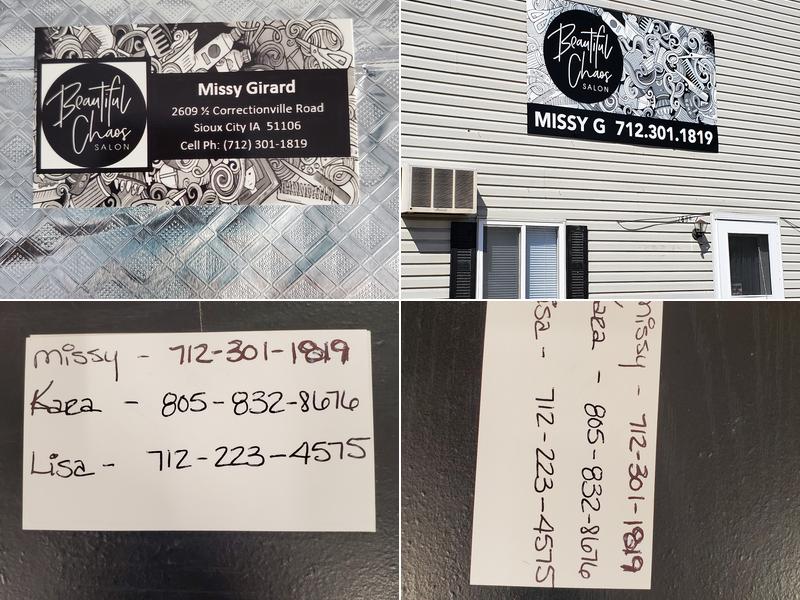 Beautiful
Chaos
SALON
Missy Girard
2609 ½ Correctionville Road
Sioux City IA 51106
Cell Ph: (712) 301-1819
Beautiful
Chaos
SALON
MISSY G 712.301.1819
missy - 712-301-1819
Kara - 805-832-8676
Lisa - 712-223-4575
missy - 712-301-1819
ara - 805-832-8676
isa - 712-223-4575